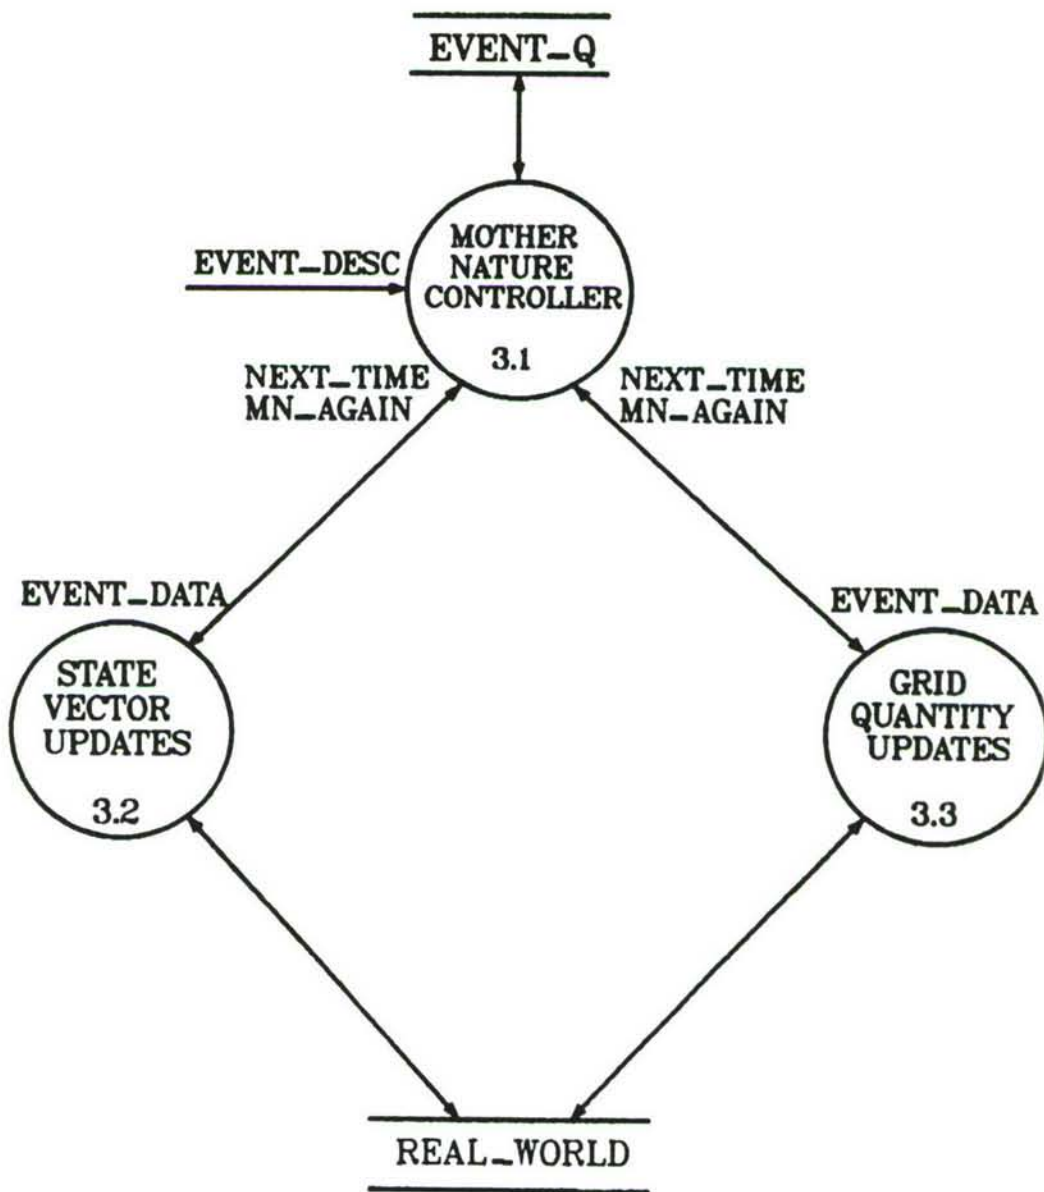 EVENT_Q
MOTHER
NATURE
CONTROLLER
3.1
EVENT_DESC
NEXT_TIME
MN_AGAIN
NEXT_TIME
MN_AGAIN
EVENT_DATA
EVENT_DATA
STATE
VECTOR
UPDATES
3.2
GRID
QUANTITY
UPDATES
3.3
REAL_WORLD